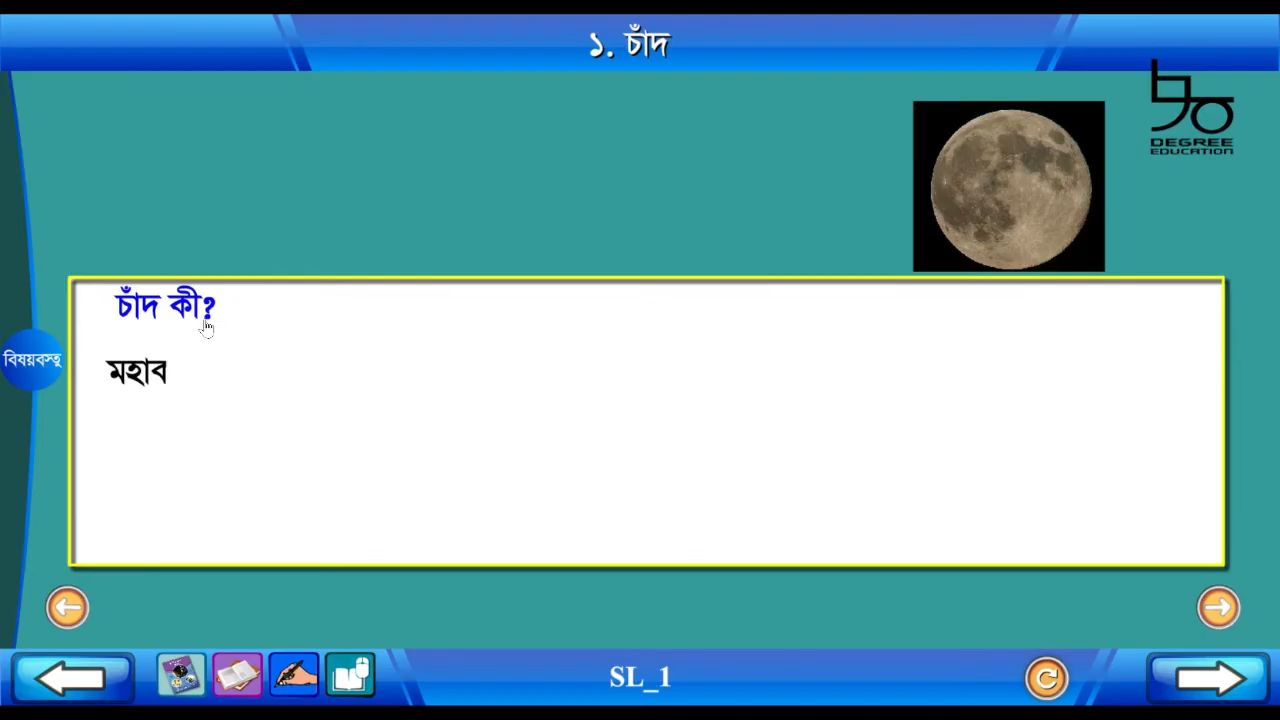 ১. চাঁদ
DEGREE
EDUCATION
চাঁদ কী?
মহাব
বিষয়বস্তু
SL_1